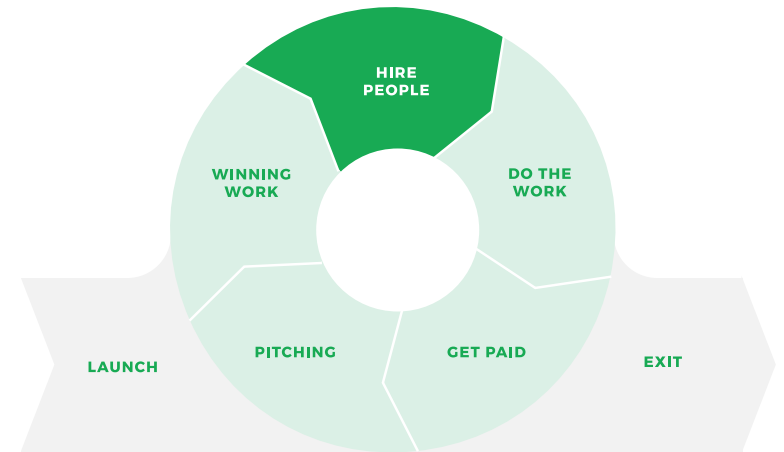 HIRE
PEOPLE
WINNING
WORK
DO THE
WORK
PITCHING
GET PAID
LAUNCH
EXIT